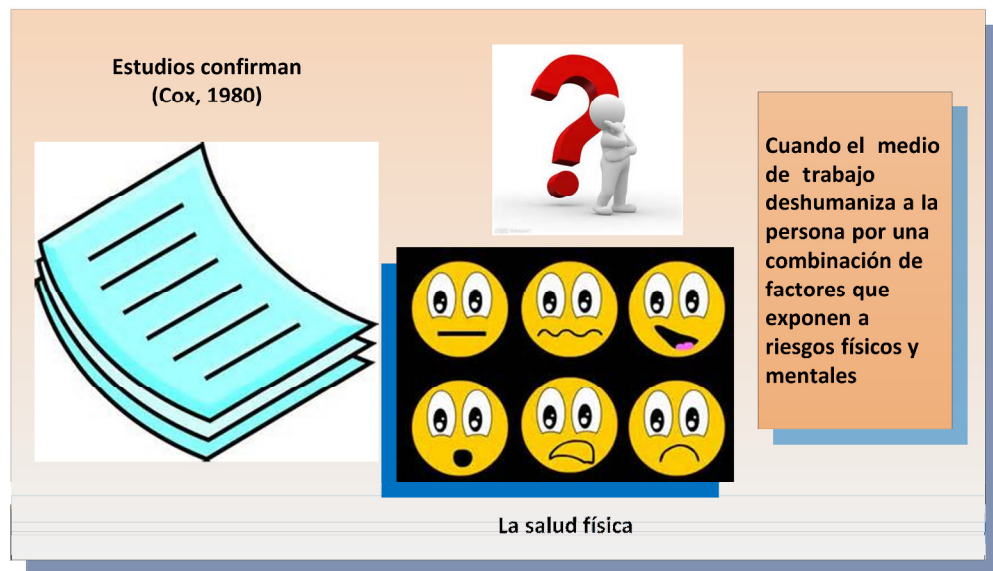 Estudios confirman
(Cox, 1980)
Cuando el medio
de trabajo
deshumaniza a la
persona por una
combinación de
factores que
exponen a
riesgos físicos y
mentales
La salud física